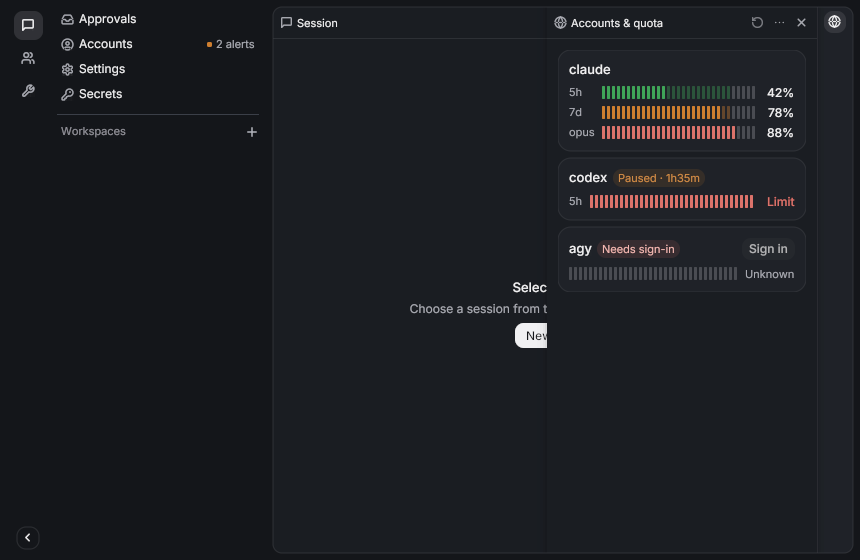 Approvals
Accounts
2 alerts
Settings
Secrets
Workspaces
Session
Selec
Choose a session from t
New
Accounts & quota
claude
5h 42%
7d 78%
opus 88%
codex Paused · 1h35m
5h Limit
agy Needs sign-in Sign in
Unknown